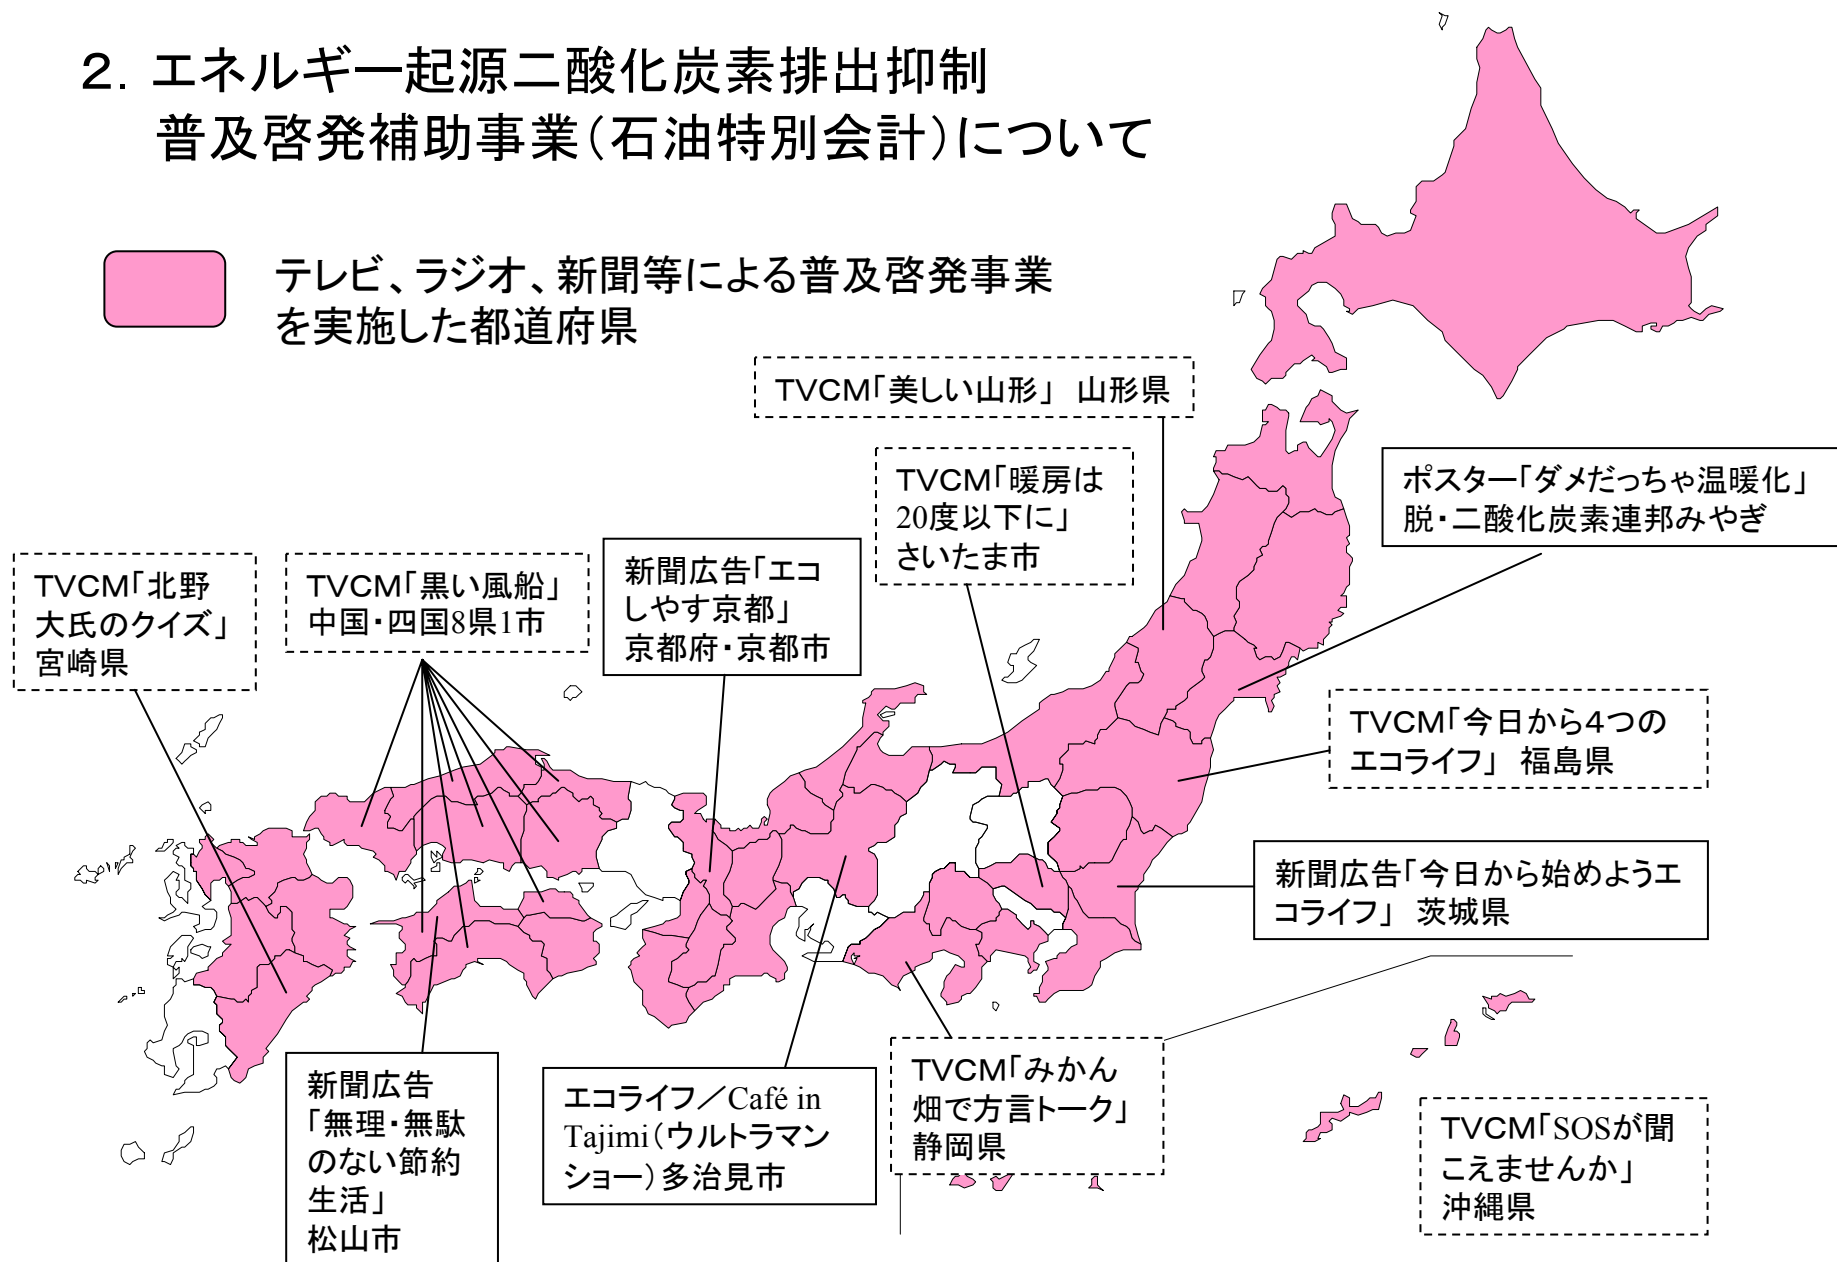 ２．エネルギー起源二酸化炭素排出抑制
普及啓発補助事業（石油特別会計）について
テレビ、ラジオ、新聞等による普及啓発事業
を実施した都道府県
TVCM「美しい山形」 山形県
TVCM「暖房は
20度以下に」
さいたま市
ポスター「ダメだっちゃ温暖化」
脱・二酸化炭素連邦みやぎ
TVCM「北野
大氏のクイズ」
宮崎県
TVCM「黒い風船」
中国・四国8県1市
新聞広告「エコ
しやす京都」
京都府・京都市
TVCM「今日から４つの
エコライフ」 福島県
新聞広告「今日から始めようエ
コライフ」 茨城県
新聞広告
「無理・無駄
のない節約
生活」
松山市
エコライフ／Café in
Tajimi（ウルトラマン
ショー）多治見市
TVCM「みかん
畑で方言トーク」
静岡県
TVCM「SOSが聞
こえませんか」
沖縄県